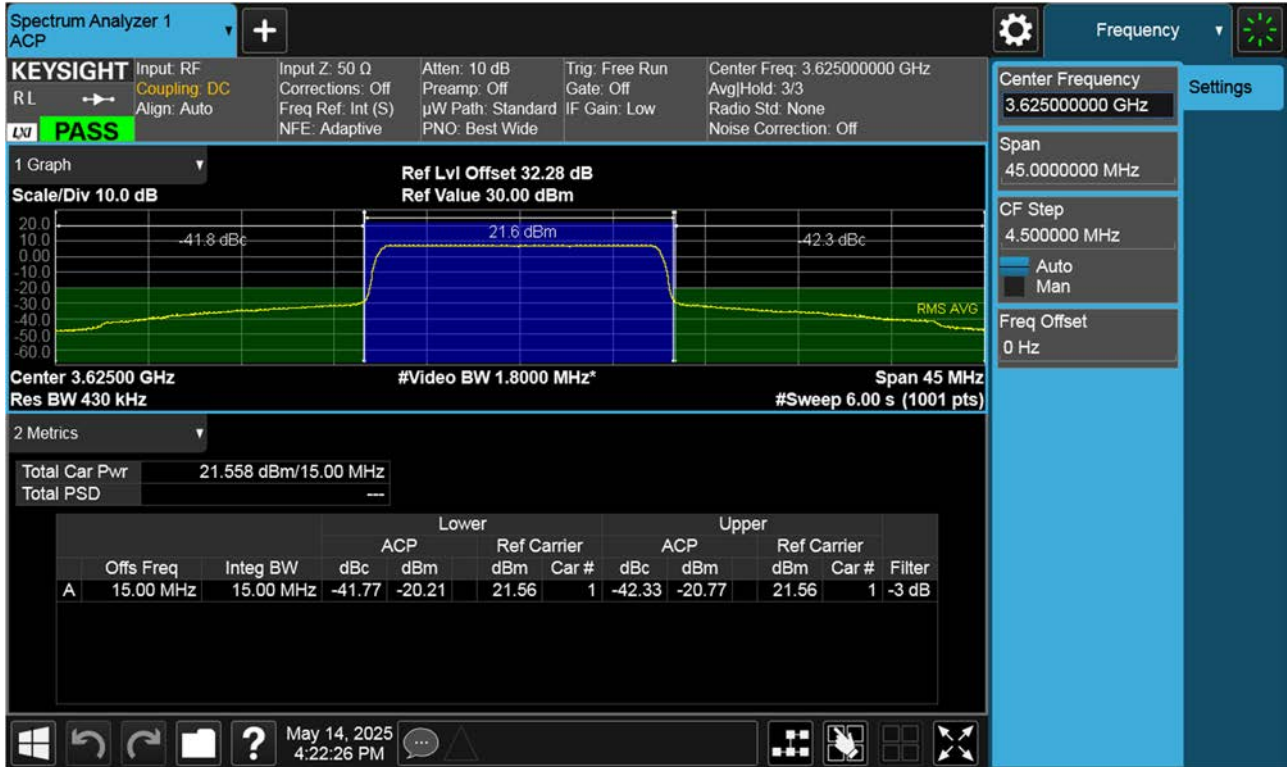 Spectrum Analyzer 1
ACP
Frequency
KEYSIGHT
RL
LXI
PASS
Input: RF
Coupling: DC
Align: Auto
Input Z: 50 Ω
Corrections: Off
Freq Ref: Int (S)
NFE: Adaptive
Atten: 10 dB
Preamp: Off
µW Path: Standard
PNO: Best Wide
Trig: Free Run
Gate: Off
IF Gain: Low
Center Freq: 3.625000000 GHz
Avg|Hold: 3/3
Radio Std: None
Noise Correction: Off
Center Frequency
3.625000000 GHz
Settings
Span
45.0000000 MHz
CF Step
4.500000 MHz
Auto
Man
Freq Offset
0 Hz
1 Graph
Scale/Div 10.0 dB
Ref Lvl Offset 32.28 dB
Ref Value 30.00 dBm
20.0
10.0
0.00
-10.0
-20.0
-30.0
-40.0
-50.0
-60.0
-41.8 dBc
21.6 dBm
-42.3 dBc
RMS AVG
Center 3.62500 GHz
#Video BW 1.8000 MHz*
Span 45 MHz
Res BW 430 kHz
#Sweep 6.00 s (1001 pts)
2 Metrics
Total Car Pwr 21.558 dBm/15.00 MHz
Total PSD ---
Lower Upper
ACP Ref Carrier ACP Ref Carrier
Offs Freq Integ BW dBc dBm dBm Car # dBc dBm dBm Car # Filter
A 15.00 MHz 15.00 MHz -41.77 -20.21 21.56 1 -42.33 -20.77 21.56 1 -3 dB
May 14, 2025
4:22:26 PM